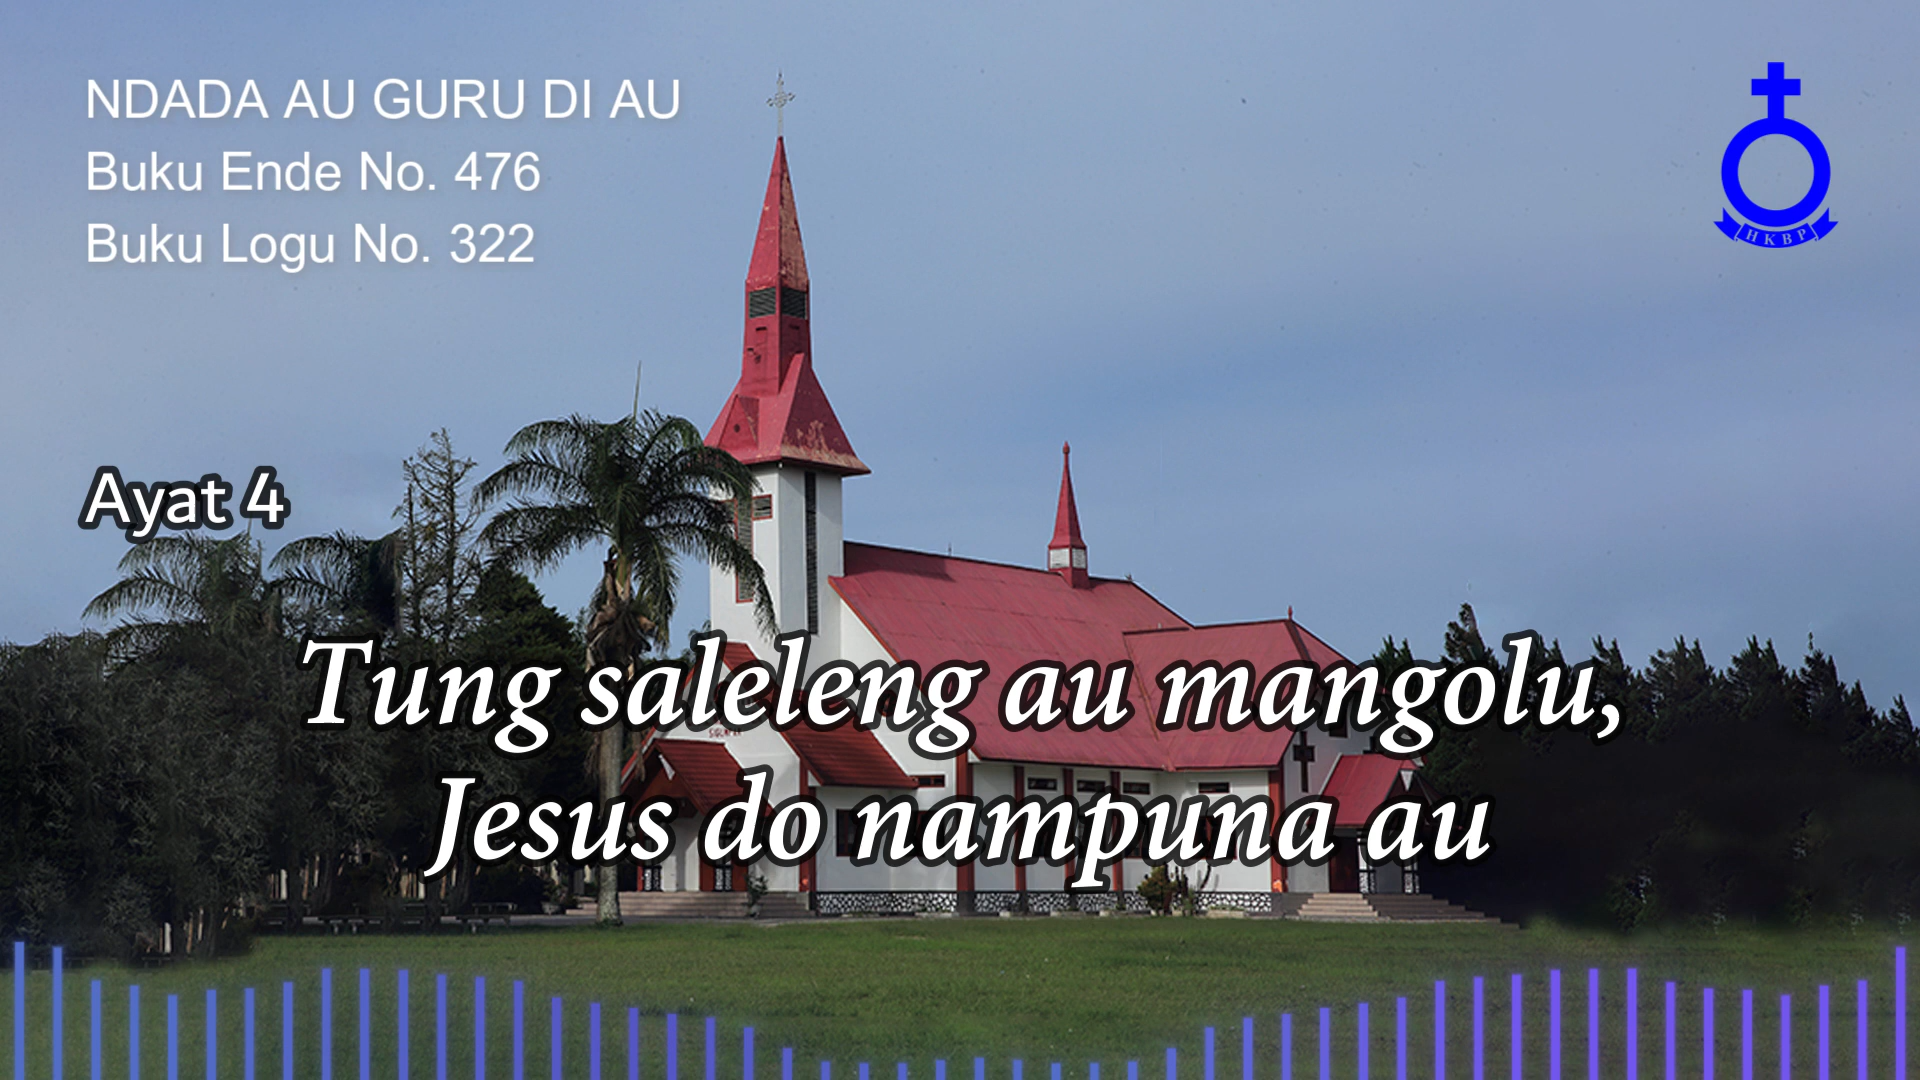 NDADA AU GURU DI AU
Buku Ende No. 476
Buku Logu No. 322
HKBP
Ayat 4
Tung saleleng au mangolu,
Jesus do nampuna au